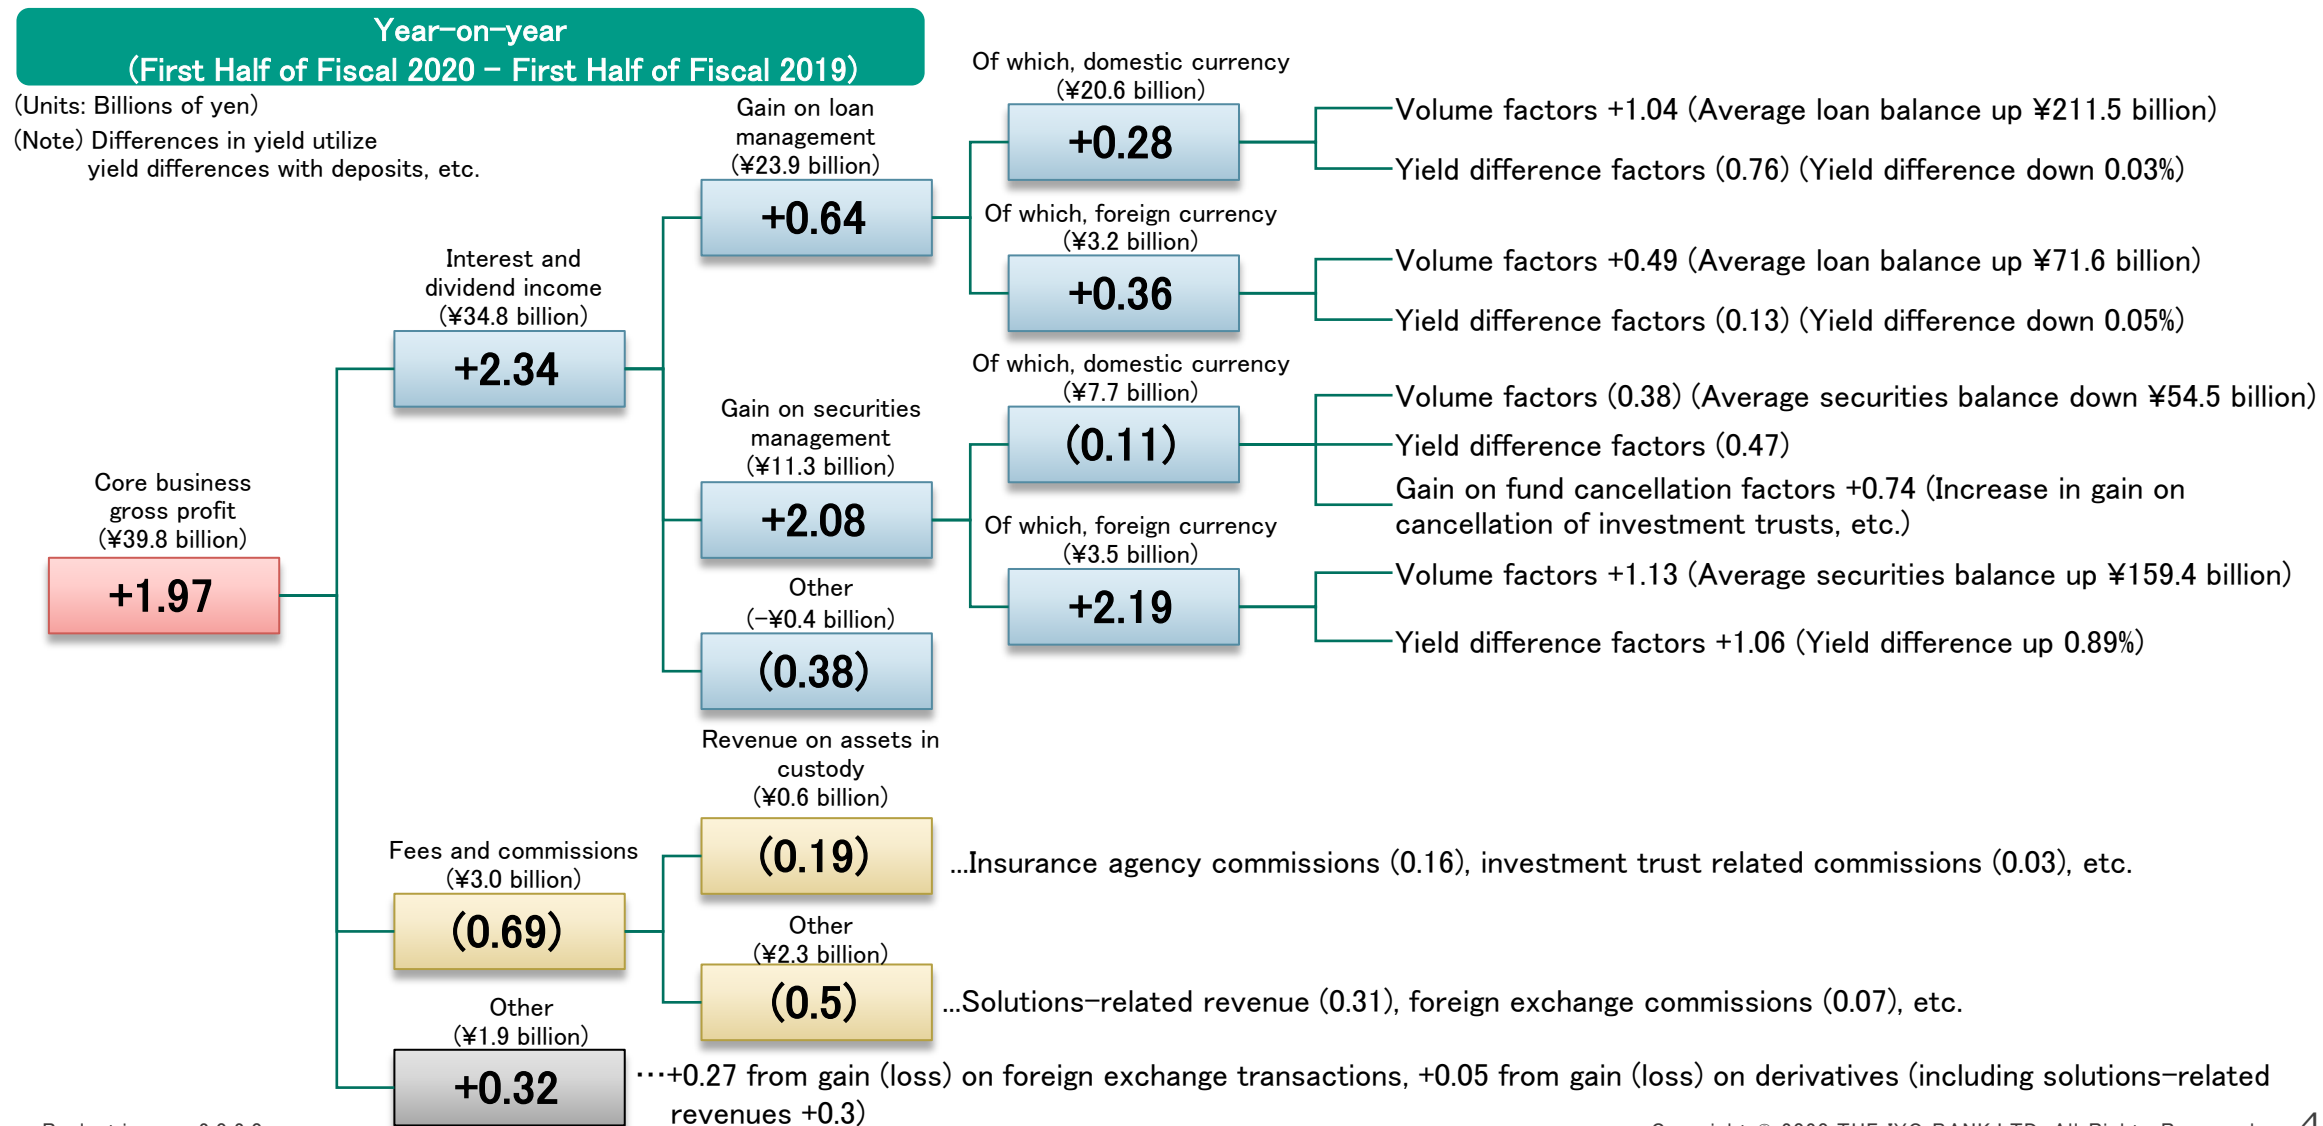 Year-on-year
(First Half of Fiscal 2020 - First Half of Fiscal 2019)
(Units: Billions of yen)
(Note) Differences in yield utilize
yield differences with deposits, etc.
Core business
gross profit
(¥39.8 billion)
+1.97
Interest and
dividend income
(¥34.8 billion)
+2.34
Gain on loan
management
(¥23.9 billion)
+0.64
Of which, domestic currency
(¥20.6 billion)
+0.28
Volume factors +1.04 (Average loan balance up ¥211.5 billion)
Yield difference factors (0.76) (Yield difference down 0.03%)
Of which, foreign currency
(¥3.2 billion)
+0.36
Volume factors +0.49 (Average loan balance up ¥71.6 billion)
Yield difference factors (0.13) (Yield difference down 0.05%)
Gain on securities
management
(¥11.3 billion)
+2.08
Of which, domestic currency
(¥7.7 billion)
(0.11)
Volume factors (0.38) (Average securities balance down ¥54.5 billion)
Yield difference factors (0.47)
Gain on fund cancellation factors +0.74 (Increase in gain on
cancellation of investment trusts, etc.)
Of which, foreign currency
(¥3.5 billion)
+2.19
Volume factors +1.13 (Average securities balance up ¥159.4 billion)
Yield difference factors +1.06 (Yield difference up 0.89%)
Other
(-¥0.4 billion)
(0.38)
Fees and commissions
(¥3.0 billion)
(0.69)
Revenue on assets in
custody
(¥0.6 billion)
(0.19)
...Insurance agency commissions (0.16), investment trust related commissions (0.03), etc.
Other
(¥2.3 billion)
(0.5)
...Solutions-related revenue (0.31), foreign exchange commissions (0.07), etc.
Other
(¥1.9 billion)
+0.32
…+0.27 from gain (loss) on foreign exchange transactions, +0.05 from gain (loss) on derivatives (including solutions-related
revenues +0.3)
4